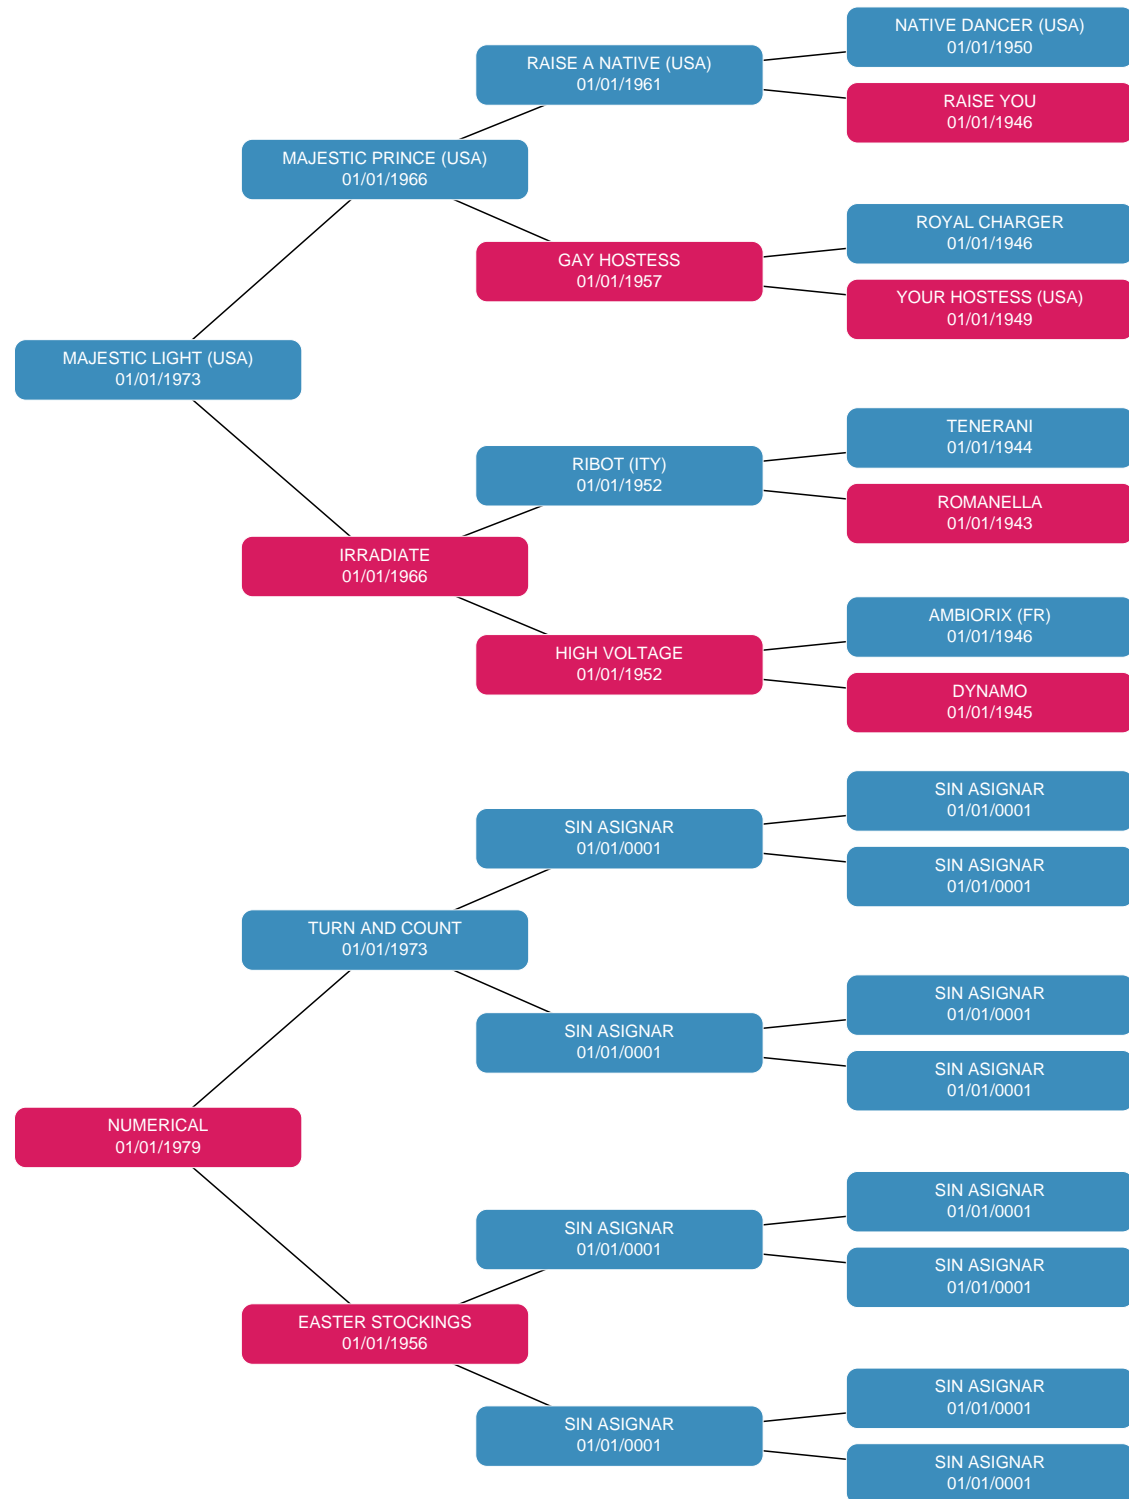 NATIVE DANCER (USA)
01/01/1950
RAISE A NATIVE (USA)
01/01/1961
RAISE YOU
01/01/1946
MAJESTIC PRINCE (USA)
01/01/1966
ROYAL CHARGER
01/01/1946
GAY HOSTESS
01/01/1957
YOUR HOSTESS (USA)
01/01/1949
MAJESTIC LIGHT (USA)
01/01/1973
TENERANI
01/01/1944
RIBOT (ITY)
01/01/1952
ROMANELLA
01/01/1943
IRRADIATE
01/01/1966
AMBIORIX (FR)
01/01/1946
HIGH VOLTAGE
01/01/1952
DYNAMO
01/01/1945
SIN ASIGNAR
01/01/0001
SIN ASIGNAR
01/01/0001
SIN ASIGNAR
01/01/0001
TURN AND COUNT
01/01/1973
SIN ASIGNAR
01/01/0001
SIN ASIGNAR
01/01/0001
SIN ASIGNAR
01/01/0001
NUMERICAL
01/01/1979
SIN ASIGNAR
01/01/0001
SIN ASIGNAR
01/01/0001
SIN ASIGNAR
01/01/0001
EASTER STOCKINGS
01/01/1956
SIN ASIGNAR
01/01/0001
SIN ASIGNAR
01/01/0001
SIN ASIGNAR
01/01/0001